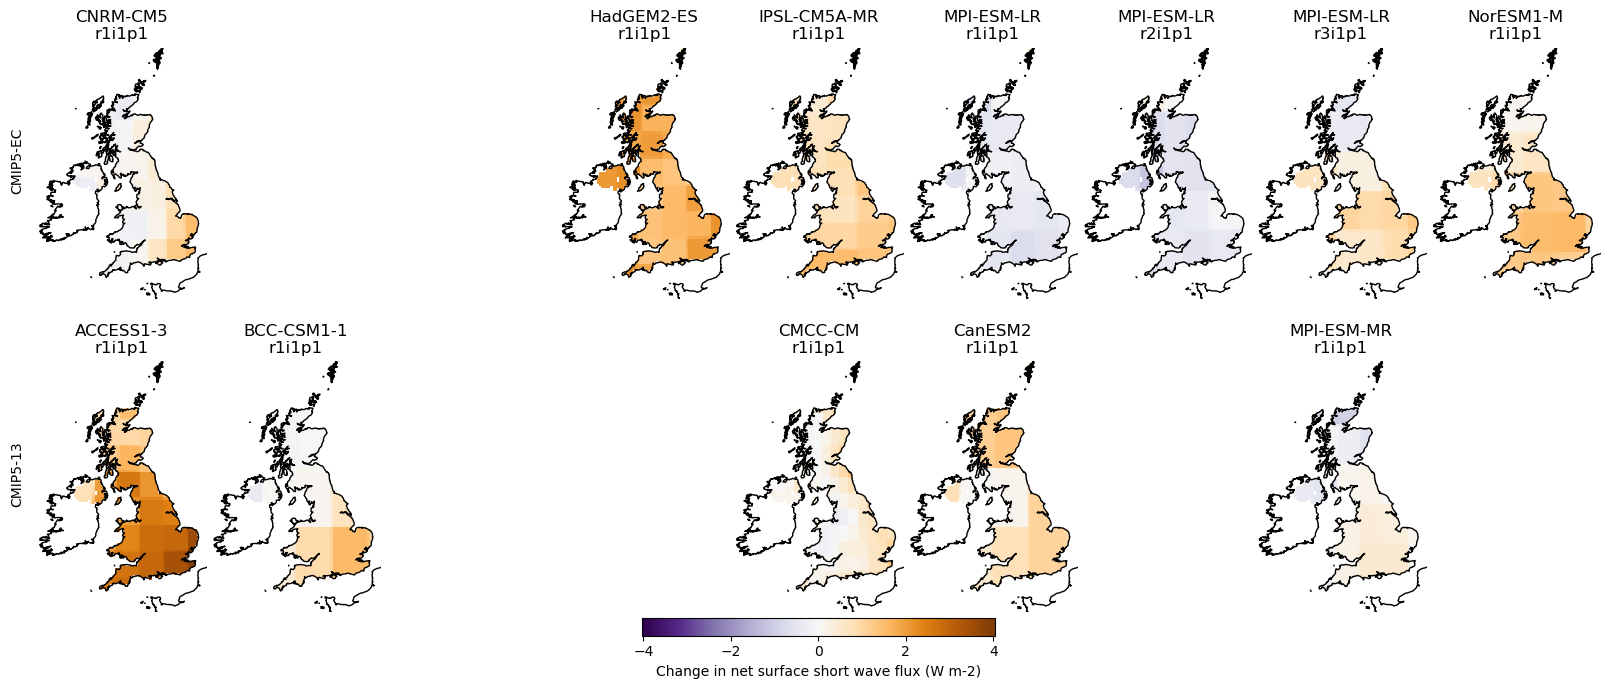 CNRM-CM5
r1i1p1
HadGEM2-ES
r1i1p1
IPSL-CM5A-MR
r1i1p1
MPI-ESM-LR
r1i1p1
MPI-ESM-LR
r2i1p1
MPI-ESM-LR
r3i1p1
NorESM1-M
r1i1p1
CMIP5-EC
ACCESS1-3
r1i1p1
BCC-CSM1-1
r1i1p1
CMCC-CM
r1i1p1
CanESM2
r1i1p1
MPI-ESM-MR
r1i1p1
CMIP5-13
−4 −2 0 2 4
Change in net surface short wave flux (W m-2)